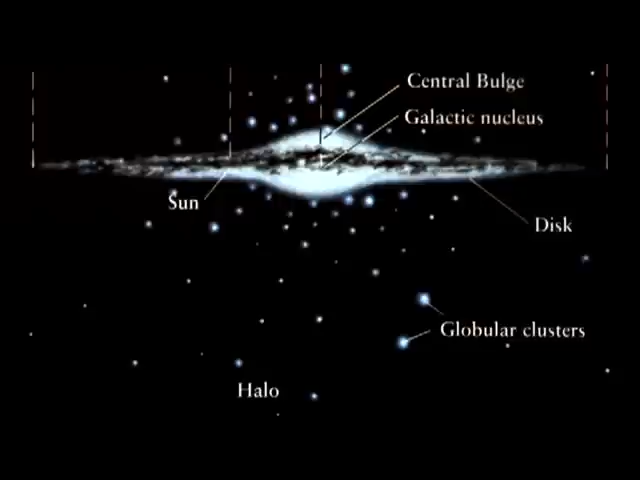 Central Bulge
Galactic nucleus
Sun
Disk
Globular clusters
Halo